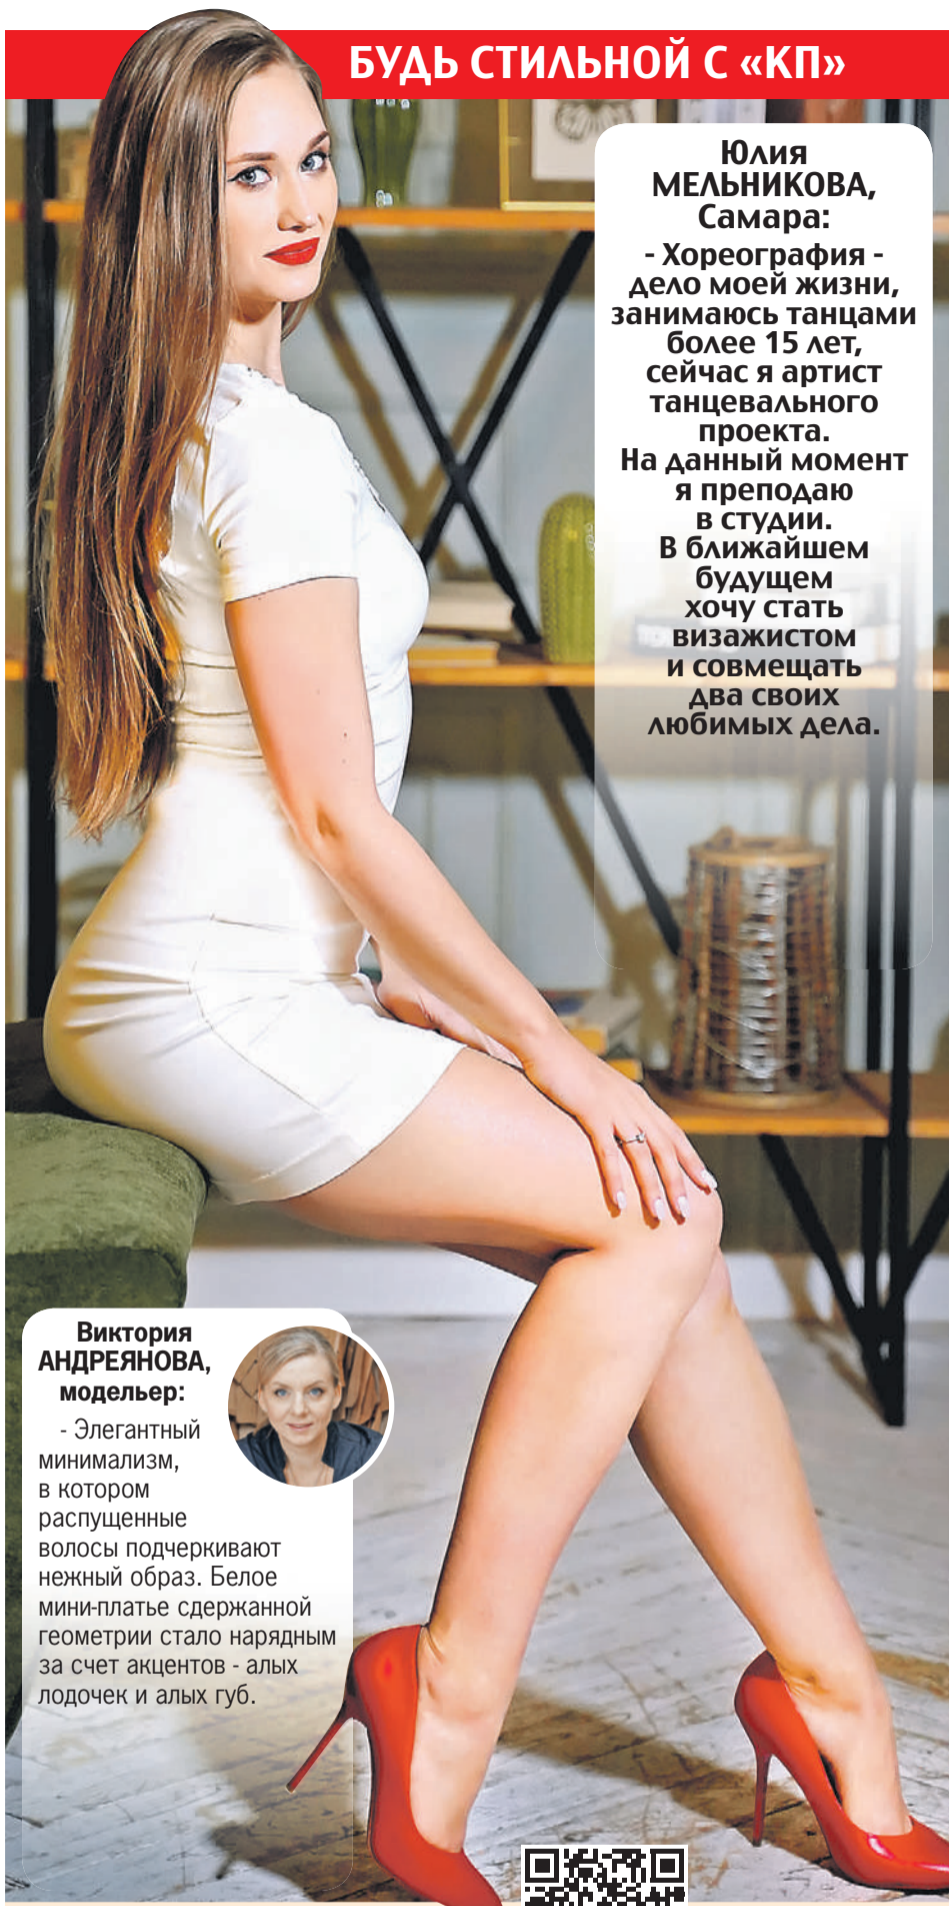 БУДЬ СТИЛЬНОЙ С «КП»
Юлия
МЕЛЬНИКОВА,
Самара:
- Хореография -
дело моей жизни,
занимаюсь танцами
более 15 лет,
сейчас я артист
танцевального
проекта.
На данный момент
я преподаю
в студии.
В ближайшем
будущем
хочу стать
визажистом
и совмещать
два своих
любимых дела.
Виктория
АНДРЕЯНОВА,
модельер:
- Элегантный
минимализм,
в котором
распущенные
волосы подчеркивают
нежный образ. Белое
мини-платье сдержанной
геометрии стало нарядным
за счет акцентов - алых
лодочек и алых губ.